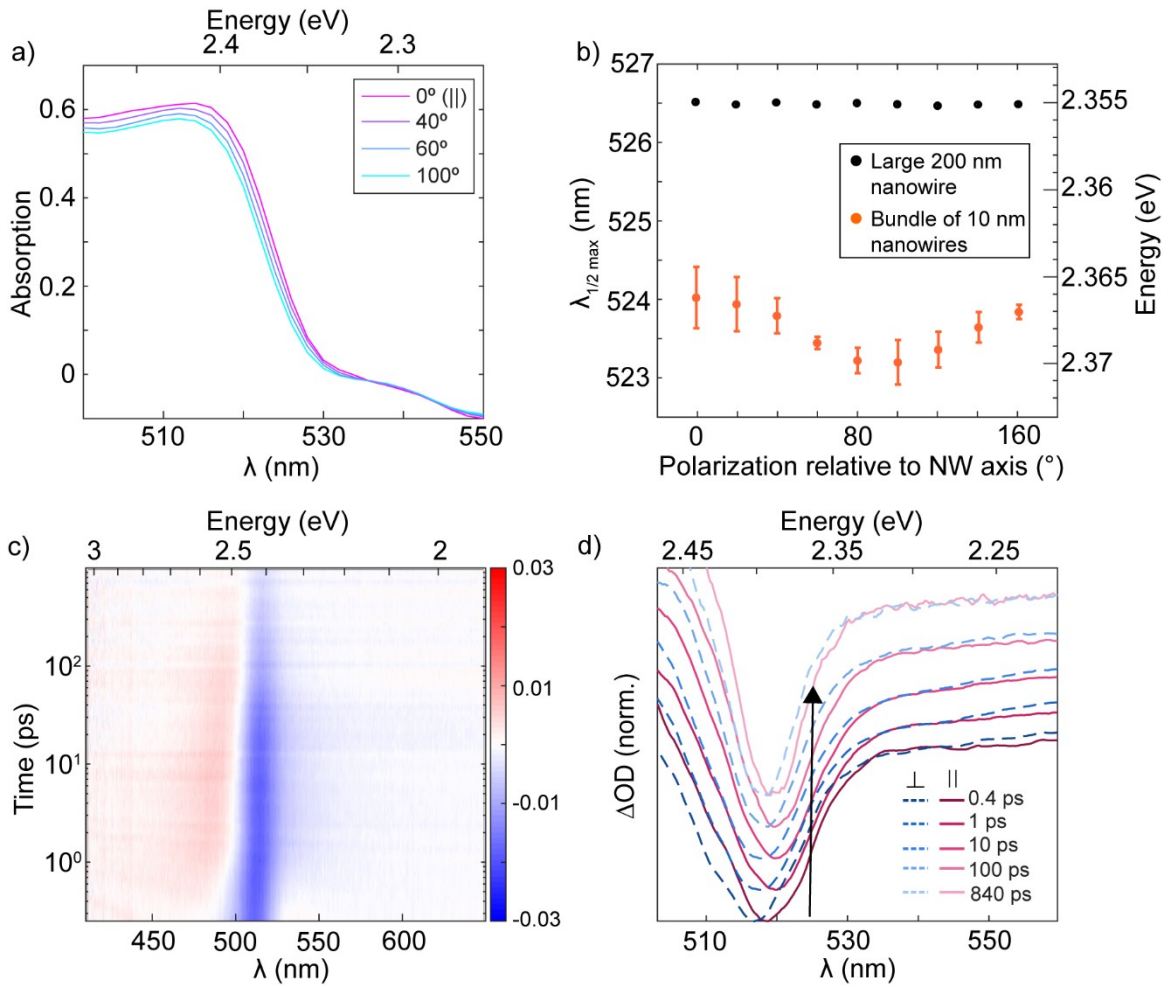 a)
Energy (eV)
2.4 2.3
0.6
0.4
0.2
0
Absorption
0º (||)
40º
60º
100º
510 530 550
λ (nm)
b)
527
526
525
524
523
λ1/2 max (nm)
Large 200 nm
nanowire
Bundle of 10 nm
nanowires
2.355
2.36
2.365
2.37
Energy (eV)
0 80 160
Polarization relative to NW axis (°)
c)
Energy (eV)
3 2.5 2
10²
10¹
10⁰
Time (ps)
0.03
0.01
-0.01
-0.03
450 500 550 600
λ (nm)
d)
Energy (eV)
2.45 2.35 2.25
ΔOD (norm.)
⊥ ||
0.4 ps
1 ps
10 ps
100 ps
840 ps
510 530 550
λ (nm)